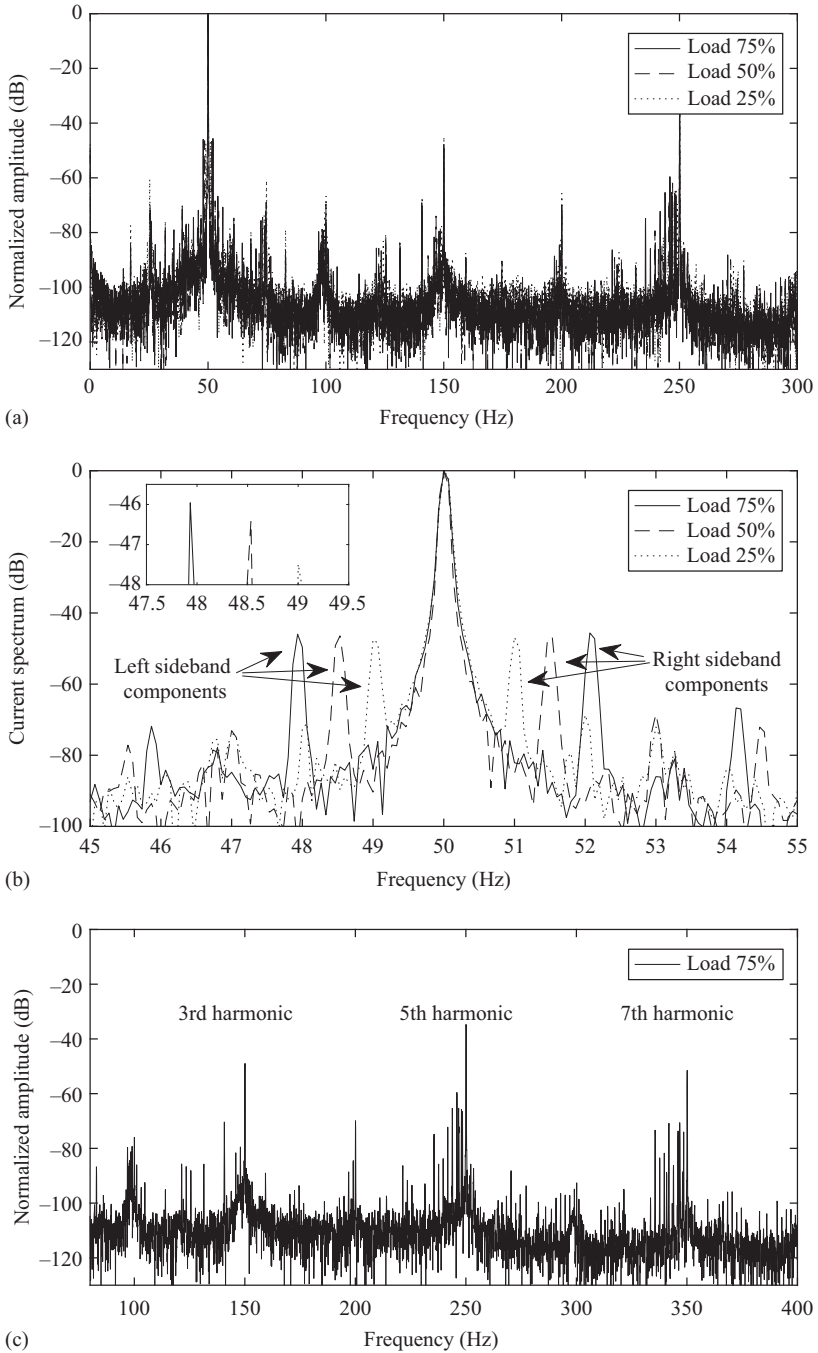 0
−20
−40
−60
−80
−100
−120
Normalized amplitude (dB)
Load 75%
Load 50%
Load 25%
0 50 100 150 200 250 300
(a) Frequency (Hz)
0
−20
−40
−60
−80
−100
Current spectrum (dB)
−46
−47
−48
47.5 48 48.5 49 49.5
Load 75%
Load 50%
Load 25%
Left sideband
components
Right sideband
components
45 46 47 48 49 50 51 52 53 54 55
(b) Frequency (Hz)
0
−20
−40
−60
−80
−100
−120
Normalized amplitude (dB)
Load 75%
3rd harmonic 5th harmonic 7th harmonic
100 150 200 250 300 350 400
(c) Frequency (Hz)